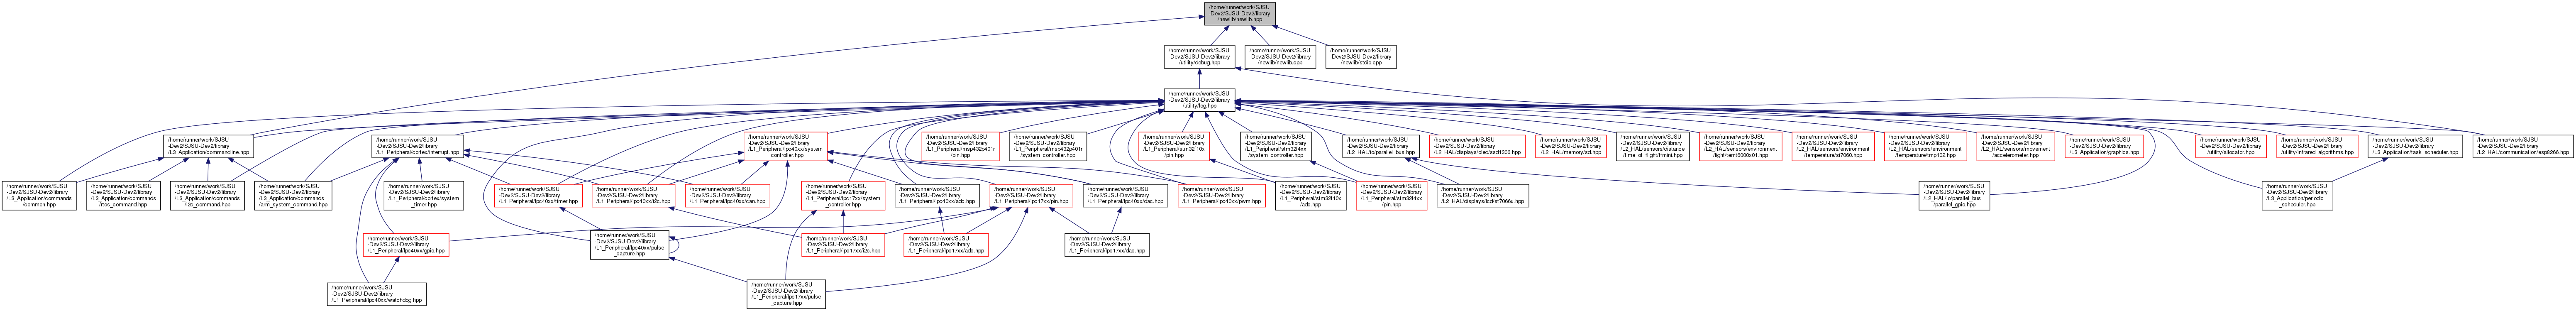 /home/runner/work/SJSU
-Dev2/SJSU-Dev2/library
/newlib/newlib.hpp
/home/runner/work/SJSU
-Dev2/SJSU-Dev2/library
/utility/debug.hpp
/home/runner/work/SJSU
-Dev2/SJSU-Dev2/library
/newlib/newlib.cpp
/home/runner/work/SJSU
-Dev2/SJSU-Dev2/library
/newlib/stdio.cpp
/home/runner/work/SJSU
-Dev2/SJSU-Dev2/library
/utility/log.hpp
/home/runner/work/SJSU
-Dev2/SJSU-Dev2/library
/L3_Application/commandline.hpp
/home/runner/work/SJSU
-Dev2/SJSU-Dev2/library
/L1_Peripheral/cortex/interrupt.hpp
/home/runner/work/SJSU
-Dev2/SJSU-Dev2/library
/L1_Peripheral/lpc40xx/system
_controller.hpp
/home/runner/work/SJSU
-Dev2/SJSU-Dev2/library
/L1_Peripheral/msp432p401r
/pin.hpp
/home/runner/work/SJSU
-Dev2/SJSU-Dev2/library
/L1_Peripheral/msp432p401r
/system_controller.hpp
/home/runner/work/SJSU
-Dev2/SJSU-Dev2/library
/L1_Peripheral/stm32f10x
/pin.hpp
/home/runner/work/SJSU
-Dev2/SJSU-Dev2/library
/L1_Peripheral/stm32f4xx
/system_controller.hpp
/home/runner/work/SJSU
-Dev2/SJSU-Dev2/library
/L2_HAL/io/parallel_bus.hpp
/home/runner/work/SJSU
-Dev2/SJSU-Dev2/library
/L2_HAL/displays/oled/ssd1306.hpp
/home/runner/work/SJSU
-Dev2/SJSU-Dev2/library
/L2_HAL/memory/sd.hpp
/home/runner/work/SJSU
-Dev2/SJSU-Dev2/library
/L2_HAL/sensors/distance
/time_of_flight/tfmini.hpp
/home/runner/work/SJSU
-Dev2/SJSU-Dev2/library
/L2_HAL/sensors/environment
/light/temt6000x01.hpp
/home/runner/work/SJSU
-Dev2/SJSU-Dev2/library
/L2_HAL/sensors/environment
/temperature/si7060.hpp
/home/runner/work/SJSU
-Dev2/SJSU-Dev2/library
/L2_HAL/sensors/environment
/temperature/tmp102.hpp
/home/runner/work/SJSU
-Dev2/SJSU-Dev2/library
/L2_HAL/sensors/movement
/accelerometer.hpp
/home/runner/work/SJSU
-Dev2/SJSU-Dev2/library
/L3_Application/graphics.hpp
/home/runner/work/SJSU
-Dev2/SJSU-Dev2/library
/utility/allocator.hpp
/home/runner/work/SJSU
-Dev2/SJSU-Dev2/library
/utility/infrared_algorithms.hpp
/home/runner/work/SJSU
-Dev2/SJSU-Dev2/library
/L3_Application/task_scheduler.hpp
/home/runner/work/SJSU
-Dev2/SJSU-Dev2/library
/L2_HAL/communication/esp8266.hpp
/home/runner/work/SJSU
-Dev2/SJSU-Dev2/library
/L3_Application/commands
/common.hpp
/home/runner/work/SJSU
-Dev2/SJSU-Dev2/library
/L3_Application/commands
/rtos_command.hpp
/home/runner/work/SJSU
-Dev2/SJSU-Dev2/library
/L3_Application/commands
/i2c_command.hpp
/home/runner/work/SJSU
-Dev2/SJSU-Dev2/library
/L3_Application/commands
/arm_system_command.hpp
/home/runner/work/SJSU
-Dev2/SJSU-Dev2/library
/L1_Peripheral/cortex/system
_timer.hpp
/home/runner/work/SJSU
-Dev2/SJSU-Dev2/library
/L1_Peripheral/lpc40xx/timer.hpp
/home/runner/work/SJSU
-Dev2/SJSU-Dev2/library
/L1_Peripheral/lpc40xx/i2c.hpp
/home/runner/work/SJSU
-Dev2/SJSU-Dev2/library
/L1_Peripheral/lpc40xx/can.hpp
/home/runner/work/SJSU
-Dev2/SJSU-Dev2/library
/L1_Peripheral/lpc17xx/system
_controller.hpp
/home/runner/work/SJSU
-Dev2/SJSU-Dev2/library
/L1_Peripheral/lpc40xx/adc.hpp
/home/runner/work/SJSU
-Dev2/SJSU-Dev2/library
/L1_Peripheral/lpc17xx/pin.hpp
/home/runner/work/SJSU
-Dev2/SJSU-Dev2/library
/L1_Peripheral/lpc40xx/dac.hpp
/home/runner/work/SJSU
-Dev2/SJSU-Dev2/library
/L1_Peripheral/lpc40xx/pwm.hpp
/home/runner/work/SJSU
-Dev2/SJSU-Dev2/library
/L1_Peripheral/stm32f10x
/adc.hpp
/home/runner/work/SJSU
-Dev2/SJSU-Dev2/library
/L1_Peripheral/stm32f4xx
/pin.hpp
/home/runner/work/SJSU
-Dev2/SJSU-Dev2/library
/L2_HAL/displays/lcd/st7066u.hpp
/home/runner/work/SJSU
-Dev2/SJSU-Dev2/library
/L2_HAL/io/parallel_bus
/parallel_gpio.hpp
/home/runner/work/SJSU
-Dev2/SJSU-Dev2/library
/L3_Application/periodic
_scheduler.hpp
/home/runner/work/SJSU
-Dev2/SJSU-Dev2/library
/L1_Peripheral/lpc40xx/gpio.hpp
/home/runner/work/SJSU
-Dev2/SJSU-Dev2/library
/L1_Peripheral/lpc40xx/pulse
_capture.hpp
/home/runner/work/SJSU
-Dev2/SJSU-Dev2/library
/L1_Peripheral/lpc17xx/i2c.hpp
/home/runner/work/SJSU
-Dev2/SJSU-Dev2/library
/L1_Peripheral/lpc17xx/adc.hpp
/home/runner/work/SJSU
-Dev2/SJSU-Dev2/library
/L1_Peripheral/lpc17xx/dac.hpp
/home/runner/work/SJSU
-Dev2/SJSU-Dev2/library
/L1_Peripheral/lpc40xx/watchdog.hpp
/home/runner/work/SJSU
-Dev2/SJSU-Dev2/library
/L1_Peripheral/lpc17xx/pulse
_capture.hpp